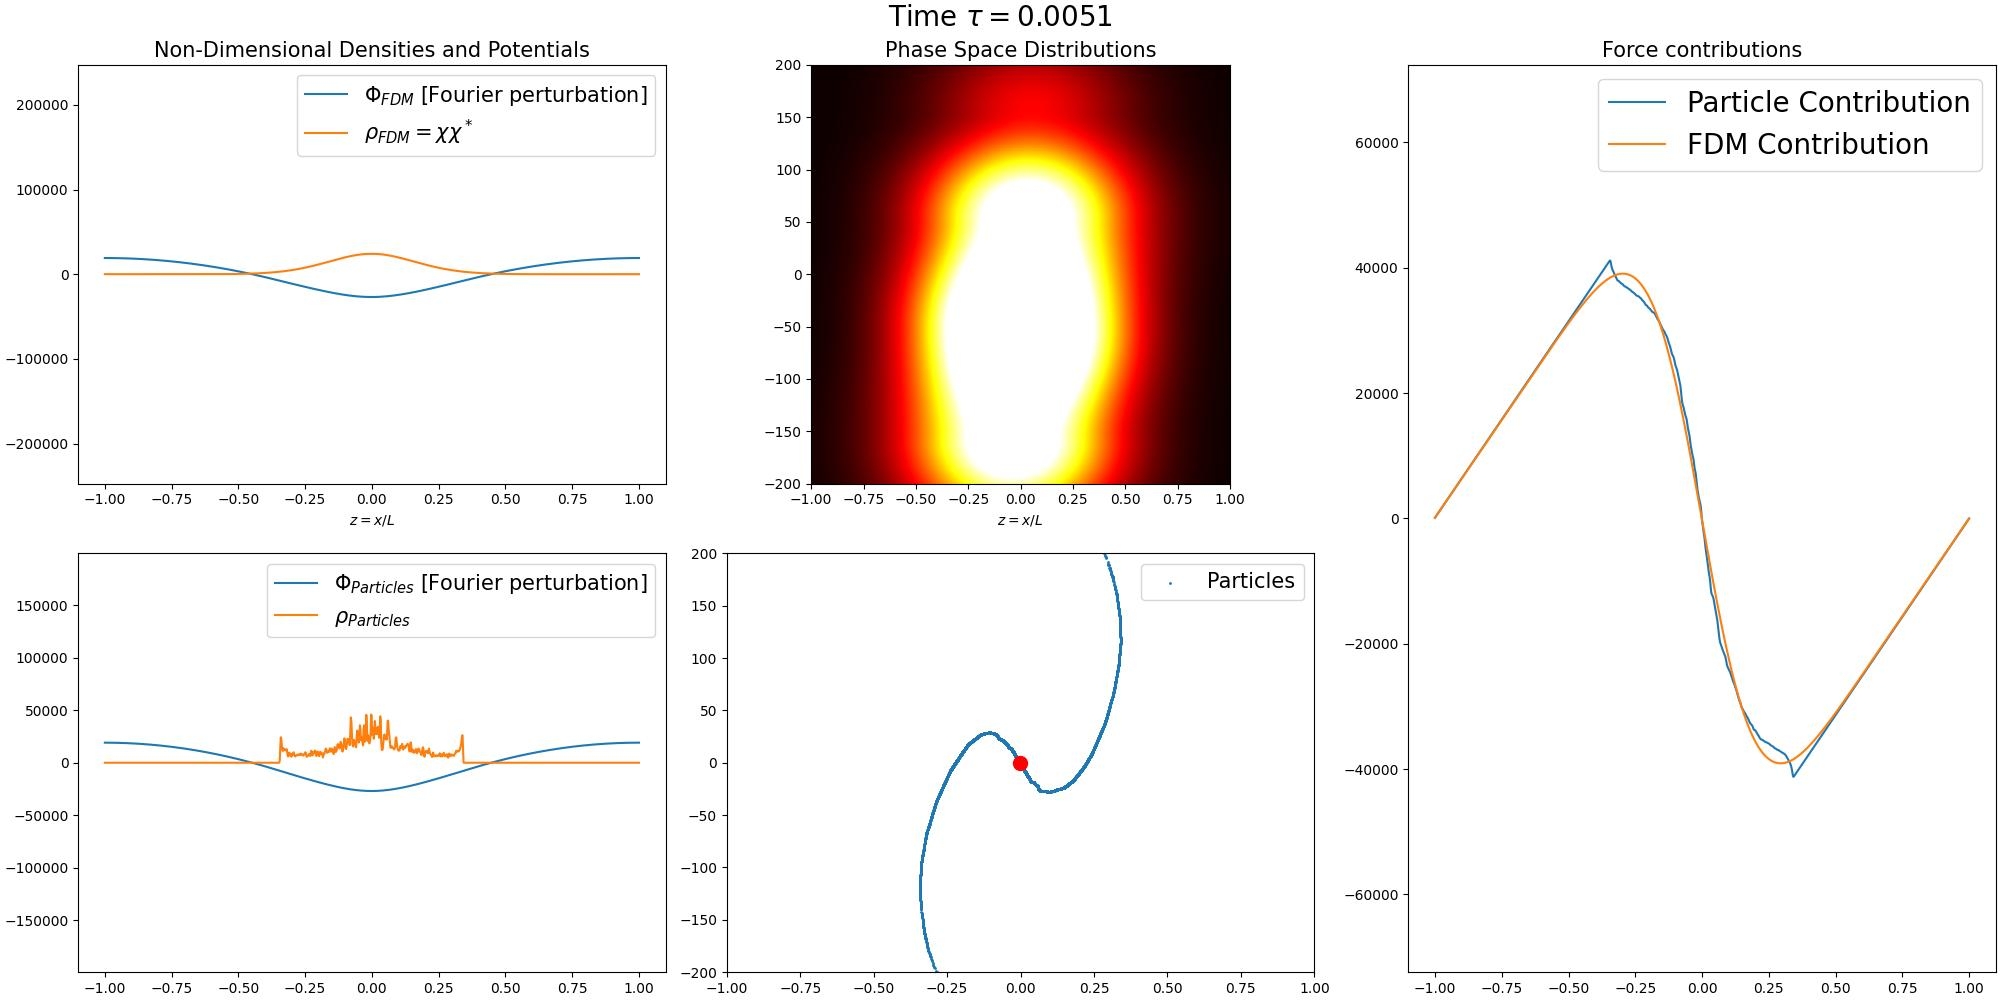 Time τ = 0.0051
Non-Dimensional Densities and Potentials
Φ_FDM [Fourier perturbation]
ρ_FDM = χχ*
200000
100000
0
−100000
−200000
−1.00 −0.75 −0.50 −0.25 0.00 0.25 0.50 0.75 1.00
z = x/L
Phase Space Distributions
200
150
100
50
0
−50
−100
−150
−200
−1.00 −0.75 −0.50 −0.25 0.00 0.25 0.50 0.75 1.00
z = x/L
Force contributions
Particle Contribution
FDM Contribution
60000
40000
20000
0
−20000
−40000
−60000
−1.00 −0.75 −0.50 −0.25 0.00 0.25 0.50 0.75 1.00
Φ_Particles [Fourier perturbation]
ρ_Particles
150000
100000
50000
0
−50000
−100000
−150000
−1.00 −0.75 −0.50 −0.25 0.00 0.25 0.50 0.75 1.00
Particles
200
150
100
50
0
−50
−100
−150
−200
−1.00 −0.75 −0.50 −0.25 0.00 0.25 0.50 0.75 1.00